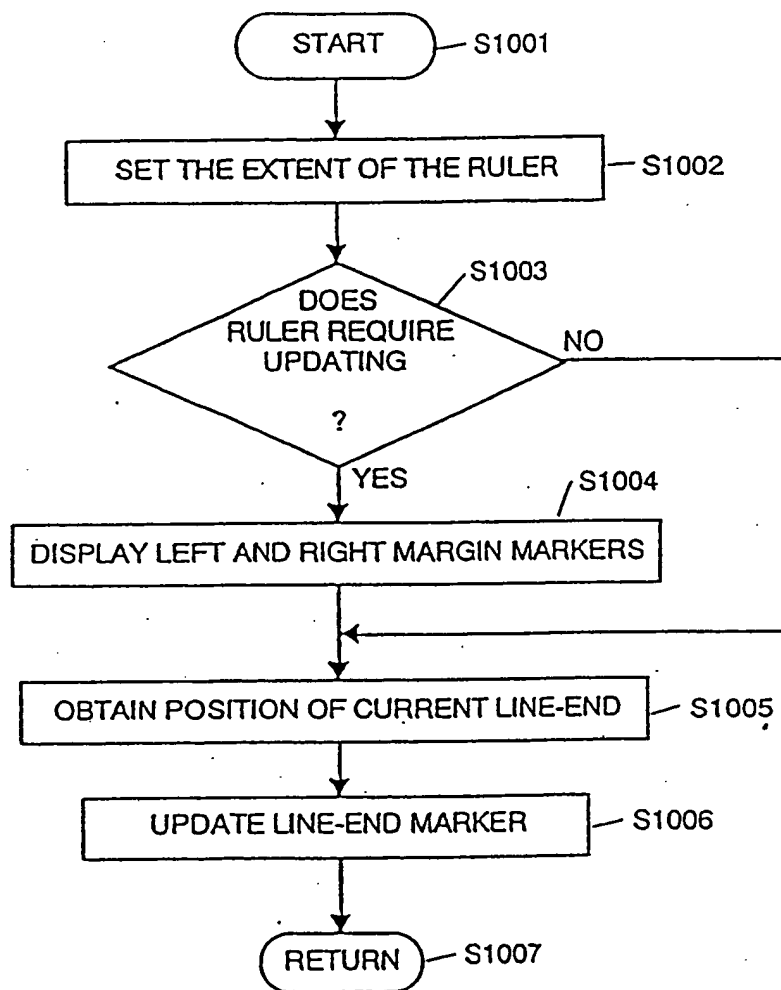 START
S1001
SET THE EXTENT OF THE RULER
S1002
S1003
DOES
RULER REQUIRE
UPDATING
?
NO
YES
S1004
DISPLAY LEFT AND RIGHT MARGIN MARKERS
OBTAIN POSITION OF CURRENT LINE-END
S1005
UPDATE LINE-END MARKER
S1006
RETURN
S1007